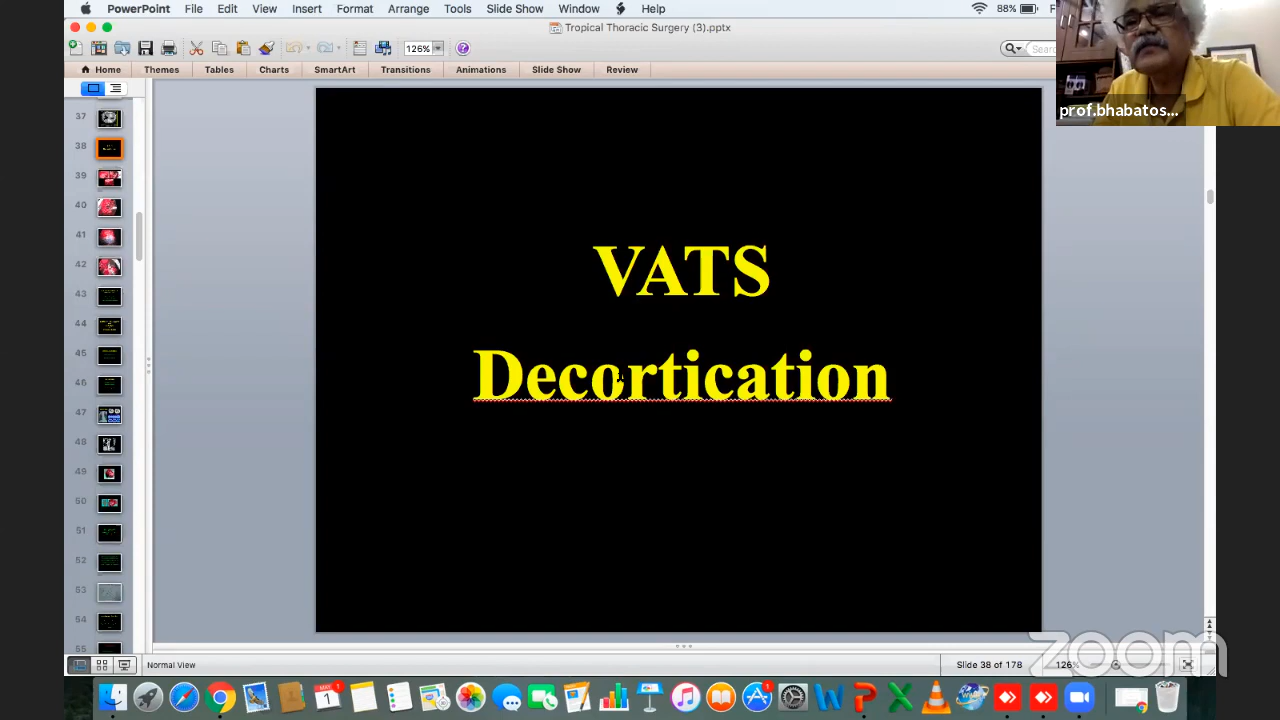 PowerPoint File Edit View Insert Format Arrange Tools Slide Show Window Help 88%
Tropical Thoracic Surgery (3).pptx
126%
Home Themes Tables Charts SmartArt Transitions Animations Slide Show Review
prof.bhabatos...
37
38
39
40
41
42
43
44
45
46
47
48
49
50
51
52
53
54
55
VATS
Decortication
zoom
Normal View Slide 38 of 178 126%